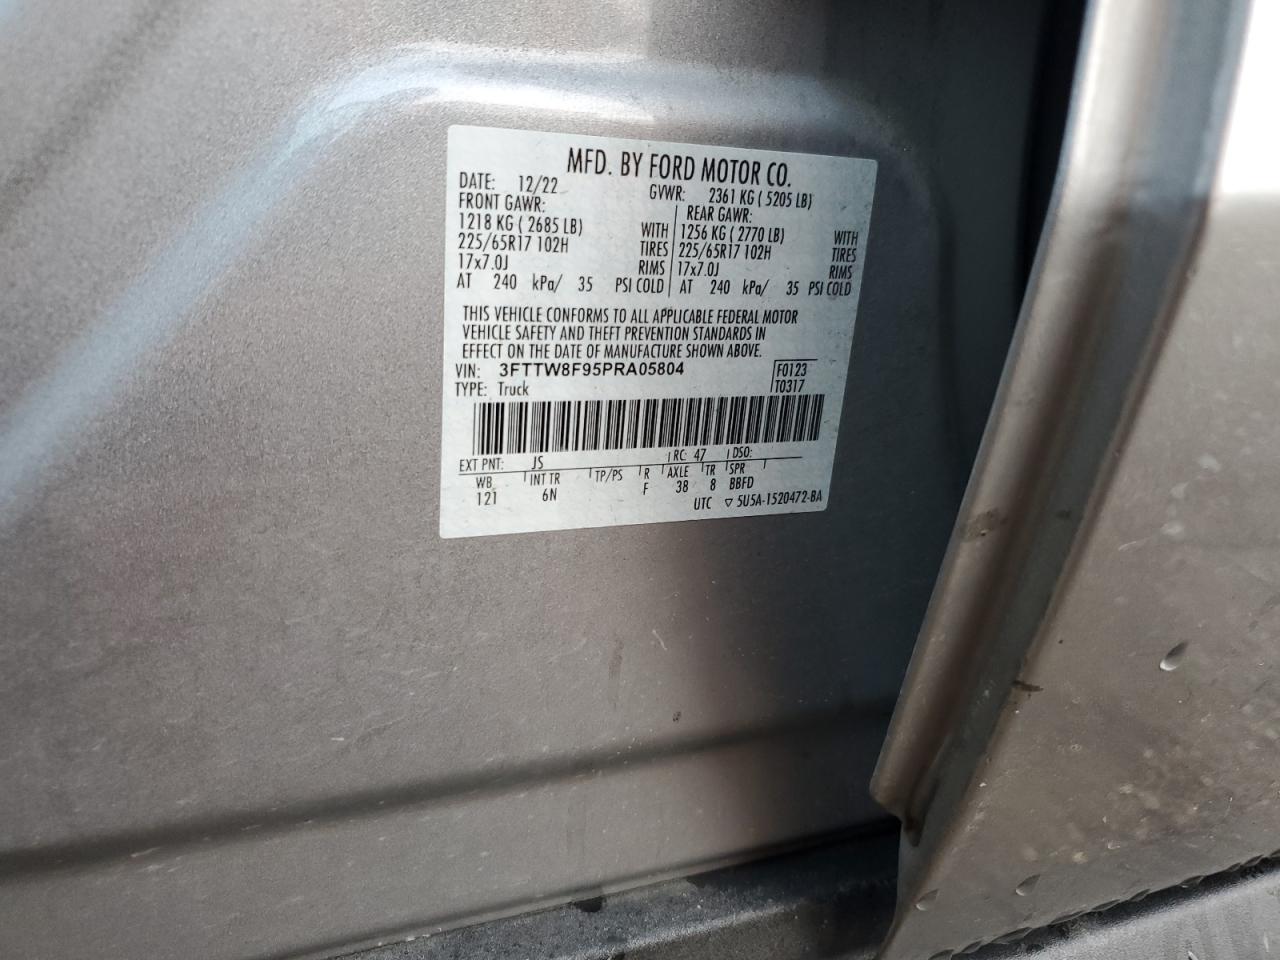 MFD. BY FORD MOTOR CO.
DATE: 12/22 GVWR: 2361 KG ( 5205 LB)
FRONT GAWR: REAR GAWR:
1218 KG ( 2685 LB) WITH 1256 KG ( 2770 LB) WITH
225/65R17 102H TIRES 225/65R17 102H TIRES
17x7.0J RIMS 17x7.0J RIMS
AT 240 kPa/ 35 PSI COLD AT 240 kPa/ 35 PSI COLD
THIS VEHICLE CONFORMS TO ALL APPLICABLE FEDERAL MOTOR
VEHICLE SAFETY AND THEFT PREVENTION STANDARDS IN
EFFECT ON THE DATE OF MANUFACTURE SHOWN ABOVE.
VIN: 3FTTW8F95PRA05804 F0123
TYPE: Truck T0317
EXT PNT: JS RC: 47 DSO:
WB INT TR TP/PS R AXLE TR SPR
121 6N F 38 8 BBFD
UTC ▽ 5U5A-1520472-BA